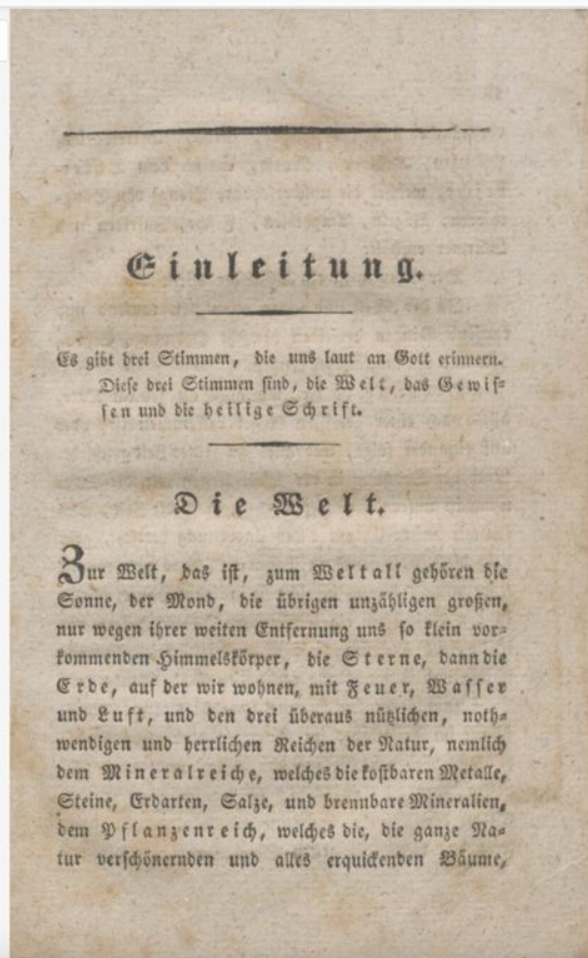 Einleitung.
Es gibt drei Stimmen, die uns laut an Gott erinnern.
Diese drei Stimmen sind, die Welt, das Gewis=
sen und die heilige Schrift.
Die Welt.
Zur Welt, das ist, zum Weltall gehören die
Sonne, der Mond, die übrigen unzähligen großen,
nur wegen ihrer weiten Entfernung uns so klein vor=
kommenden Himmelskörper, die Sterne, dann die
Erde, auf der wir wohnen, mit Feuer, Wasser
und Luft, und den drei überaus nützlichen, noth=
wendigen und herrlichen Reichen der Natur, nemlich
dem Mineralreiche, welches die kostbaren Metalle,
Steine, Erdarten, Salze, und brennbare Mineralien,
dem Pflanzenreich, welches die, die ganze Na=
tur verschönernden und alles erquickenden Bäume,